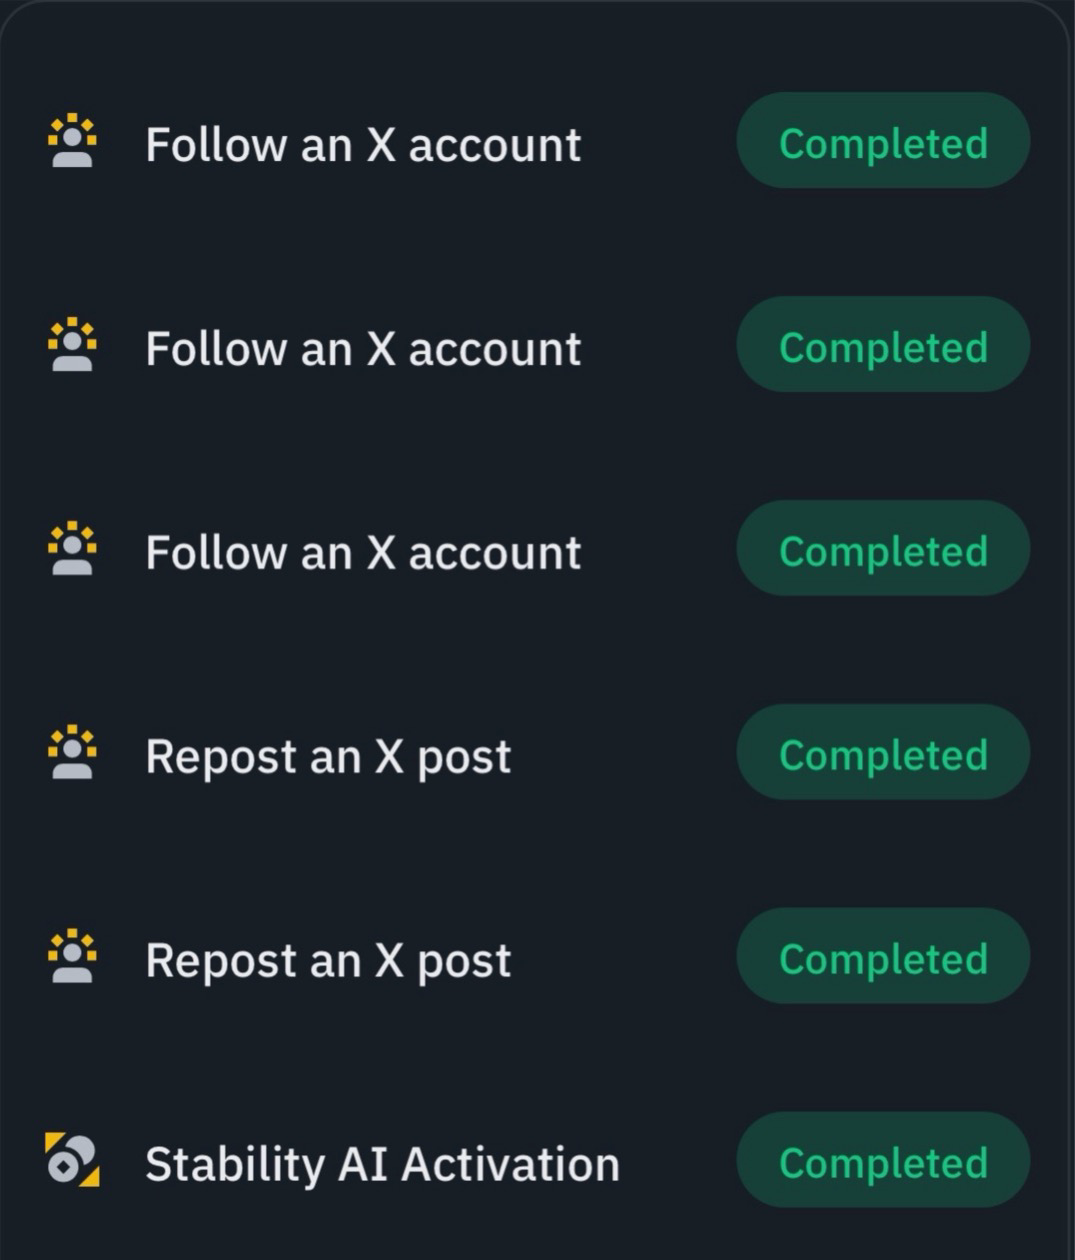 Follow an X account
Completed
Follow an X account
Completed
Follow an X account
Completed
Repost an X post
Completed
Repost an X post
Completed
Stability AI Activation
Completed